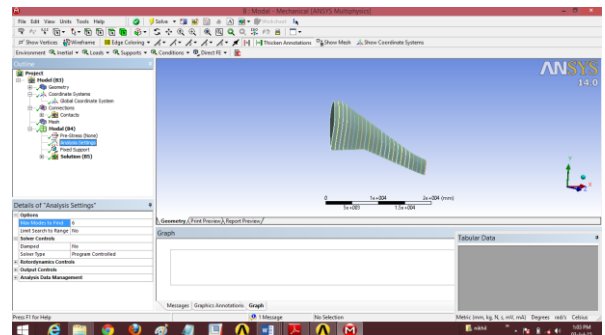 B : Modal - Mechanical [ANSYS Multiphysics]
File Edit View Units Tools Help Solve Worksheet
Show Vertices Wireframe Edge Coloring Thicken Annotations Show Mesh Show Coordinate Systems
Environment Inertial Loads Supports Conditions Direct FE
Outline
Project
Model (B3)
Geometry
Coordinate Systems
Global Coordinate System
Connections
Contacts
Mesh
Modal (B4)
Pre-Stress (None)
Analysis Settings
Fixed Support
Solution (B5)
ANSYS
14.0
0 1e+004 2e+004 (mm)
5e+003 1.5e+004
Y
Geometry Print Preview Report Preview
Details of "Analysis Settings"
Options
Max Modes to Find 6
Limit Search to Range No
Solver Controls
Damped No
Solver Type Program Controlled
Rotordynamics Controls
Output Controls
Analysis Data Management
Graph
Tabular Data
Messages Graphics Annotations Graph
Press F1 for Help 1 Message No Selection Metric (mm, kg, N, s, mV, mA) Degrees rad/s Celsius
nikhil 1:03 PM